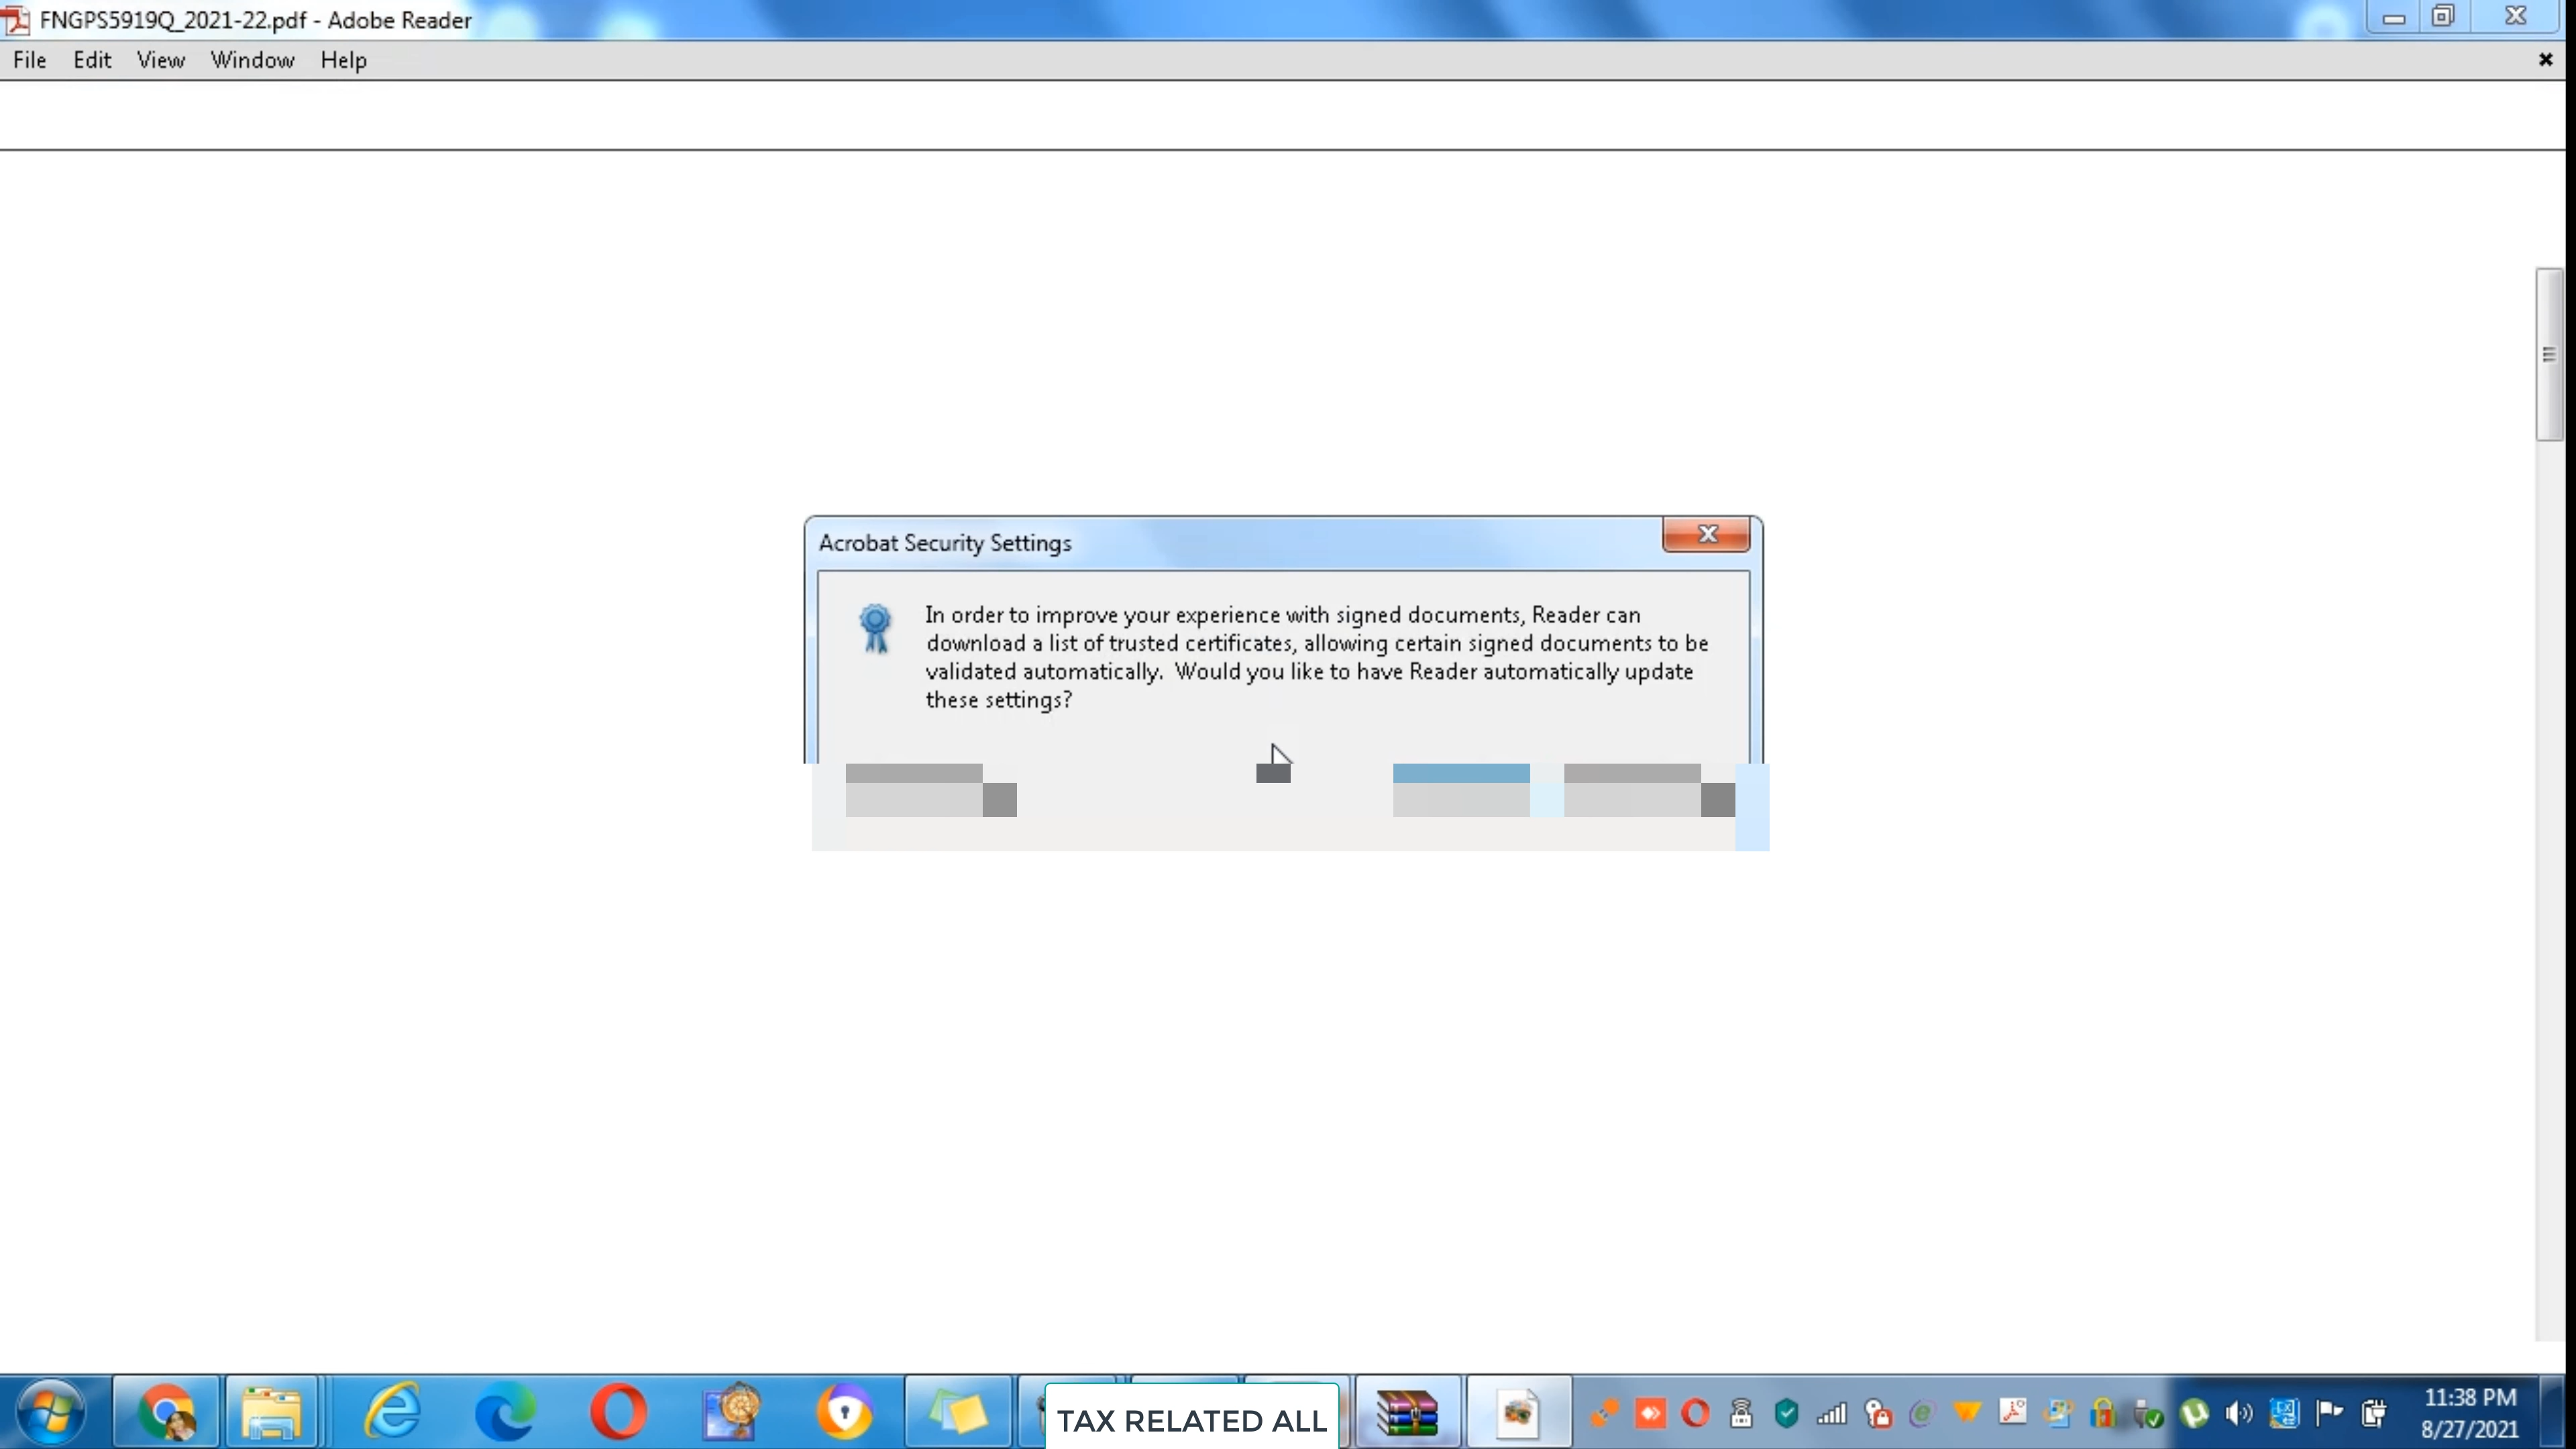 FNGPS5919Q_2021-22.pdf - Adobe Reader
File Edit View Window Help
Acrobat Security Settings
In order to improve your experience with signed documents, Reader can
download a list of trusted certificates, allowing certain signed documents to be
validated automatically. Would you like to have Reader automatically update
these settings?
TAX RELATED ALL
11:38 PM
8/27/2021